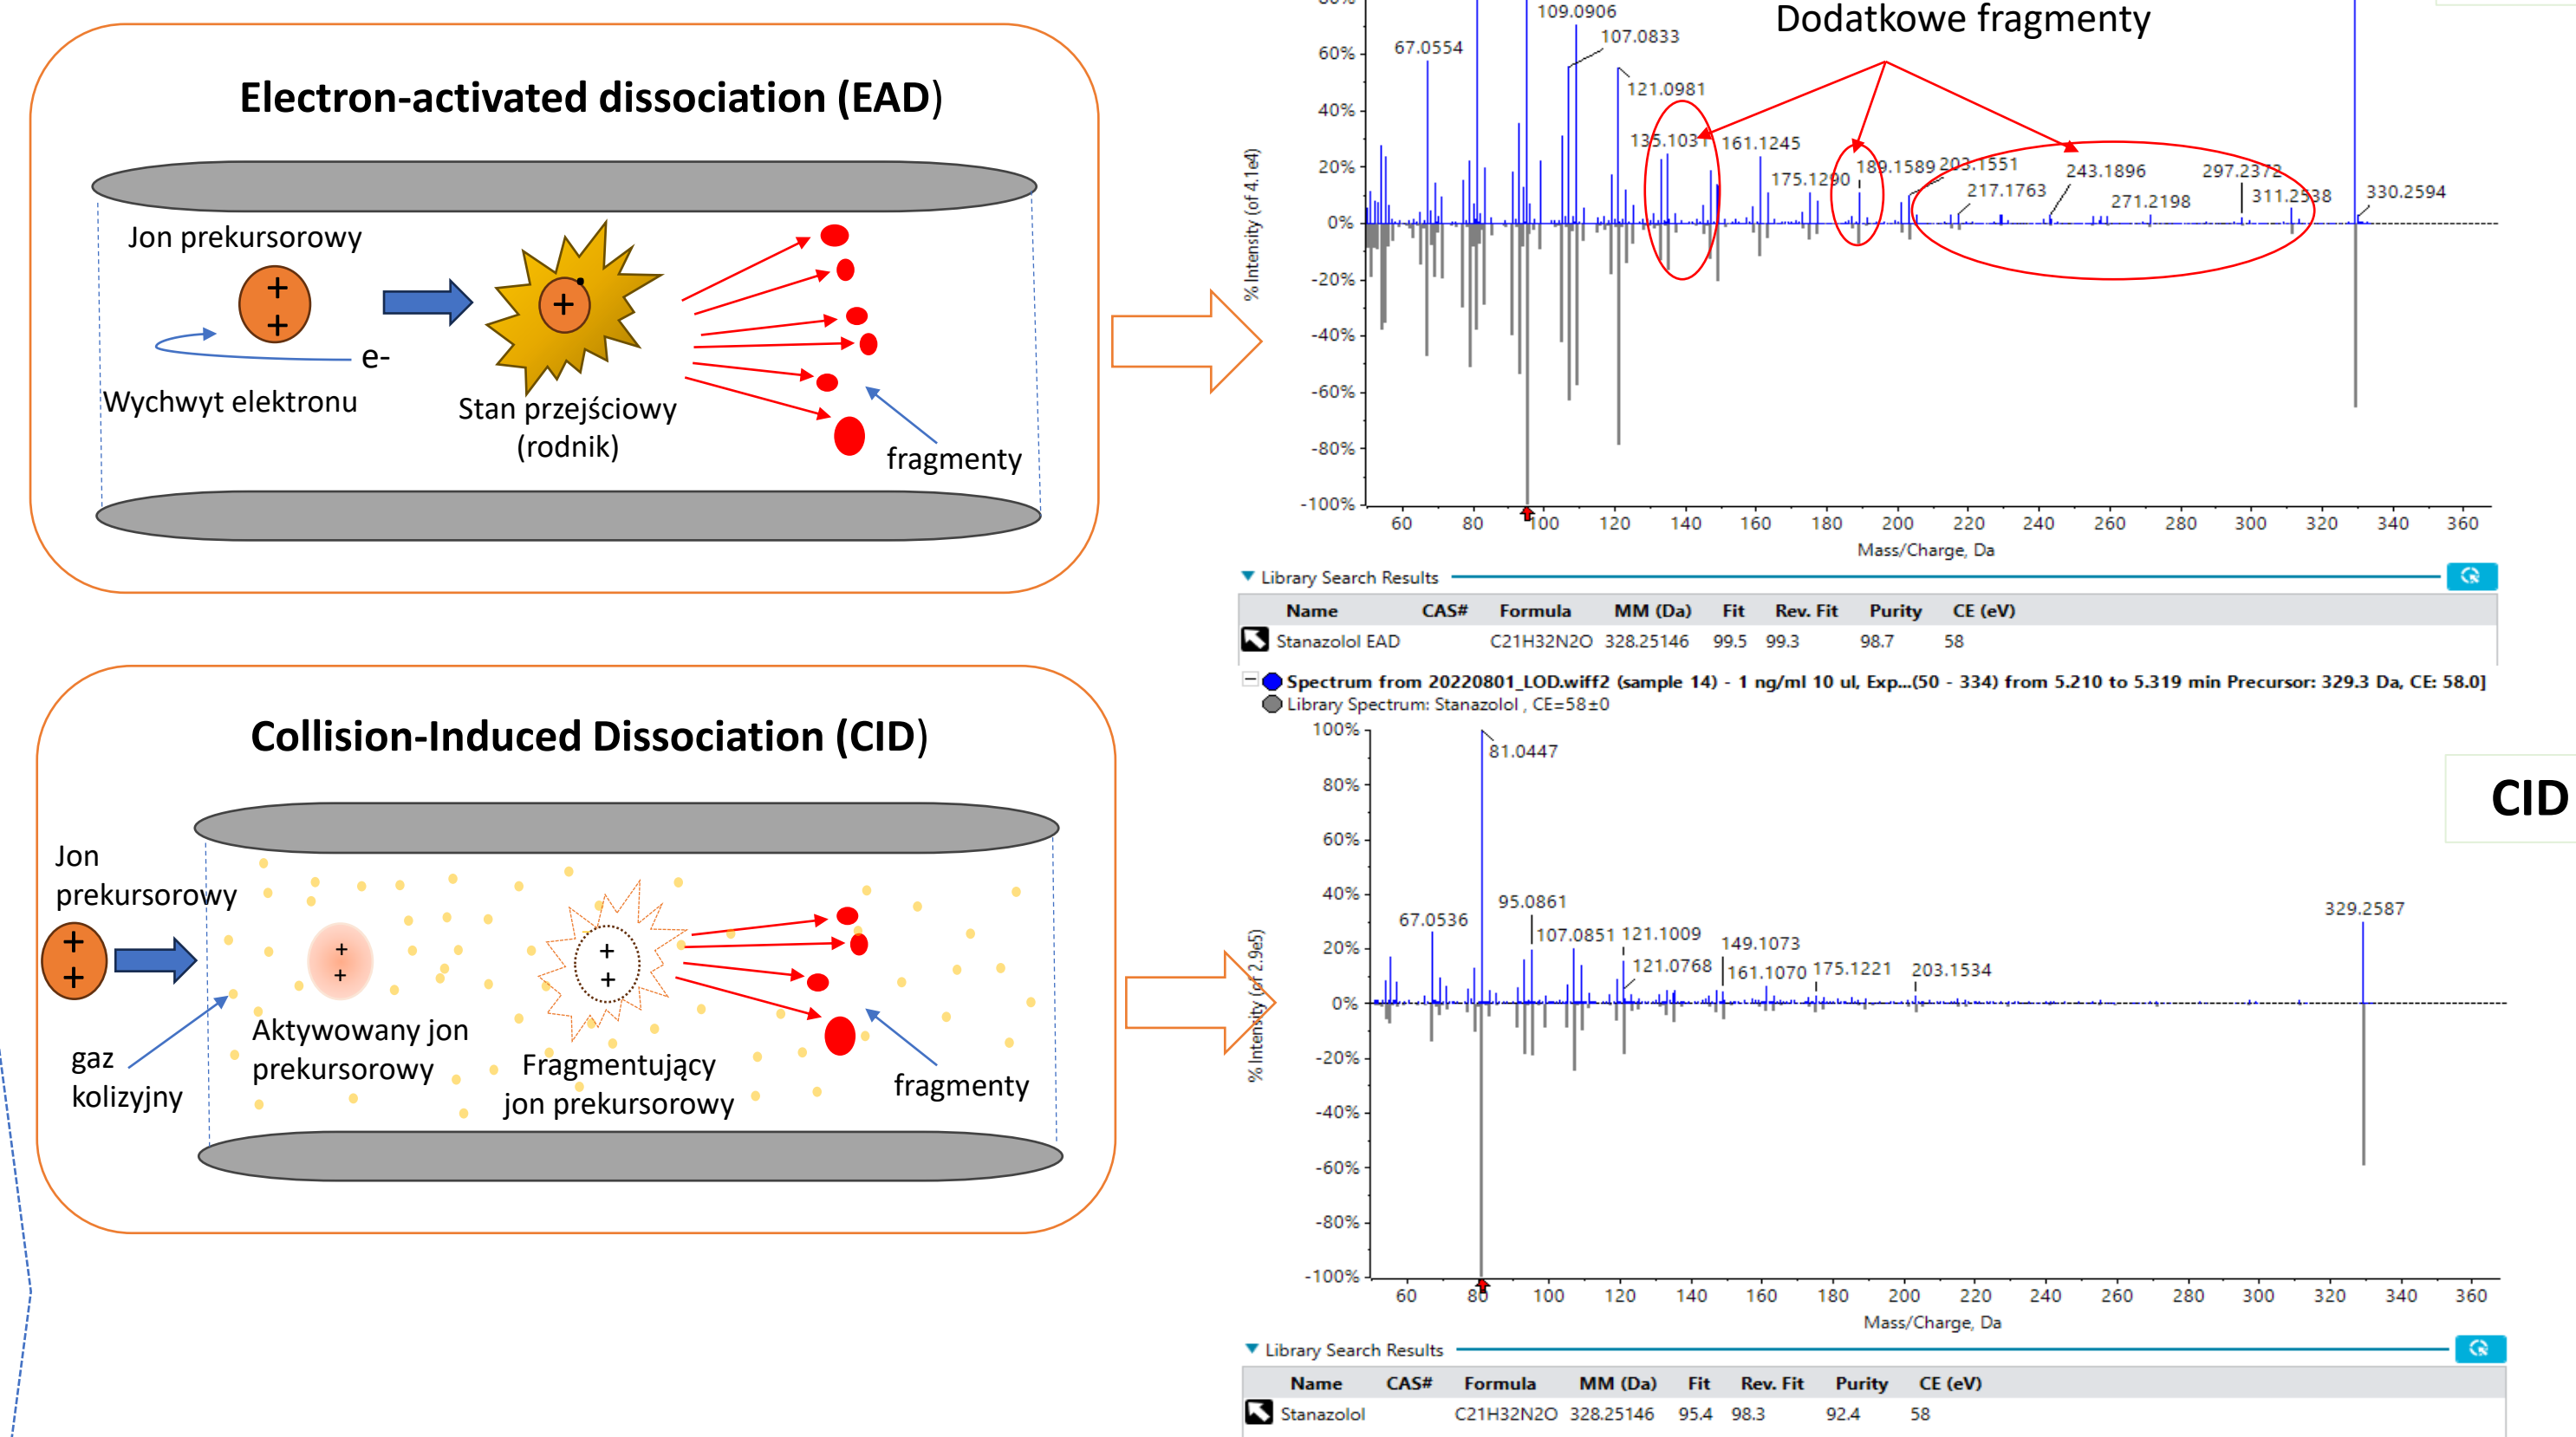 Electron-activated dissociation (EAD)
Jon prekursorowy
+
+
e-
Wychwyt elektronu
+
Stan przejściowy
(rodnik)
fragmenty
Dodatkowe fragmenty
% Intensity (of 4.1e4)
60%
40%
20%
0%
-20%
-40%
-60%
-80%
-100%
67.0554
109.0906
107.0833
121.0981
135.1031
161.1245
175.1290
189.1589
203.1551
217.1763
243.1896
271.2198
297.2372
311.2538
330.2594
60 80 100 120 140 160 180 200 220 240 260 280 300 320 340 360
Mass/Charge, Da
Library Search Results
Name CAS# Formula MM (Da) Fit Rev. Fit Purity CE (eV)
Stanazolol EAD C21H32N2O 328.25146 99.5 99.3 98.7 58
Collision-Induced Dissociation (CID)
Jon
prekursorowy
+
+
gaz
kolizyjny
+
+
Aktywowany jon
prekursorowy
+
+
Fragmentujący
jon prekursorowy
fragmenty
Spectrum from 20220801_LOD.wiff2 (sample 14) - 1 ng/ml 10 ul, Exp...(50 - 334) from 5.210 to 5.319 min Precursor: 329.3 Da, CE: 58.0]
Library Spectrum: Stanazolol , CE=58±0
CID
% Intensity (of 2.9e5)
100%
80%
60%
40%
20%
0%
-20%
-40%
-60%
-80%
-100%
81.0447
67.0536
95.0861
107.0851
121.1009
121.0768
149.1073
161.1070
175.1221
203.1534
329.2587
60 80 100 120 140 160 180 200 220 240 260 280 300 320 340 360
Mass/Charge, Da
Library Search Results
Name CAS# Formula MM (Da) Fit Rev. Fit Purity CE (eV)
Stanazolol C21H32N2O 328.25146 95.4 98.3 92.4 58